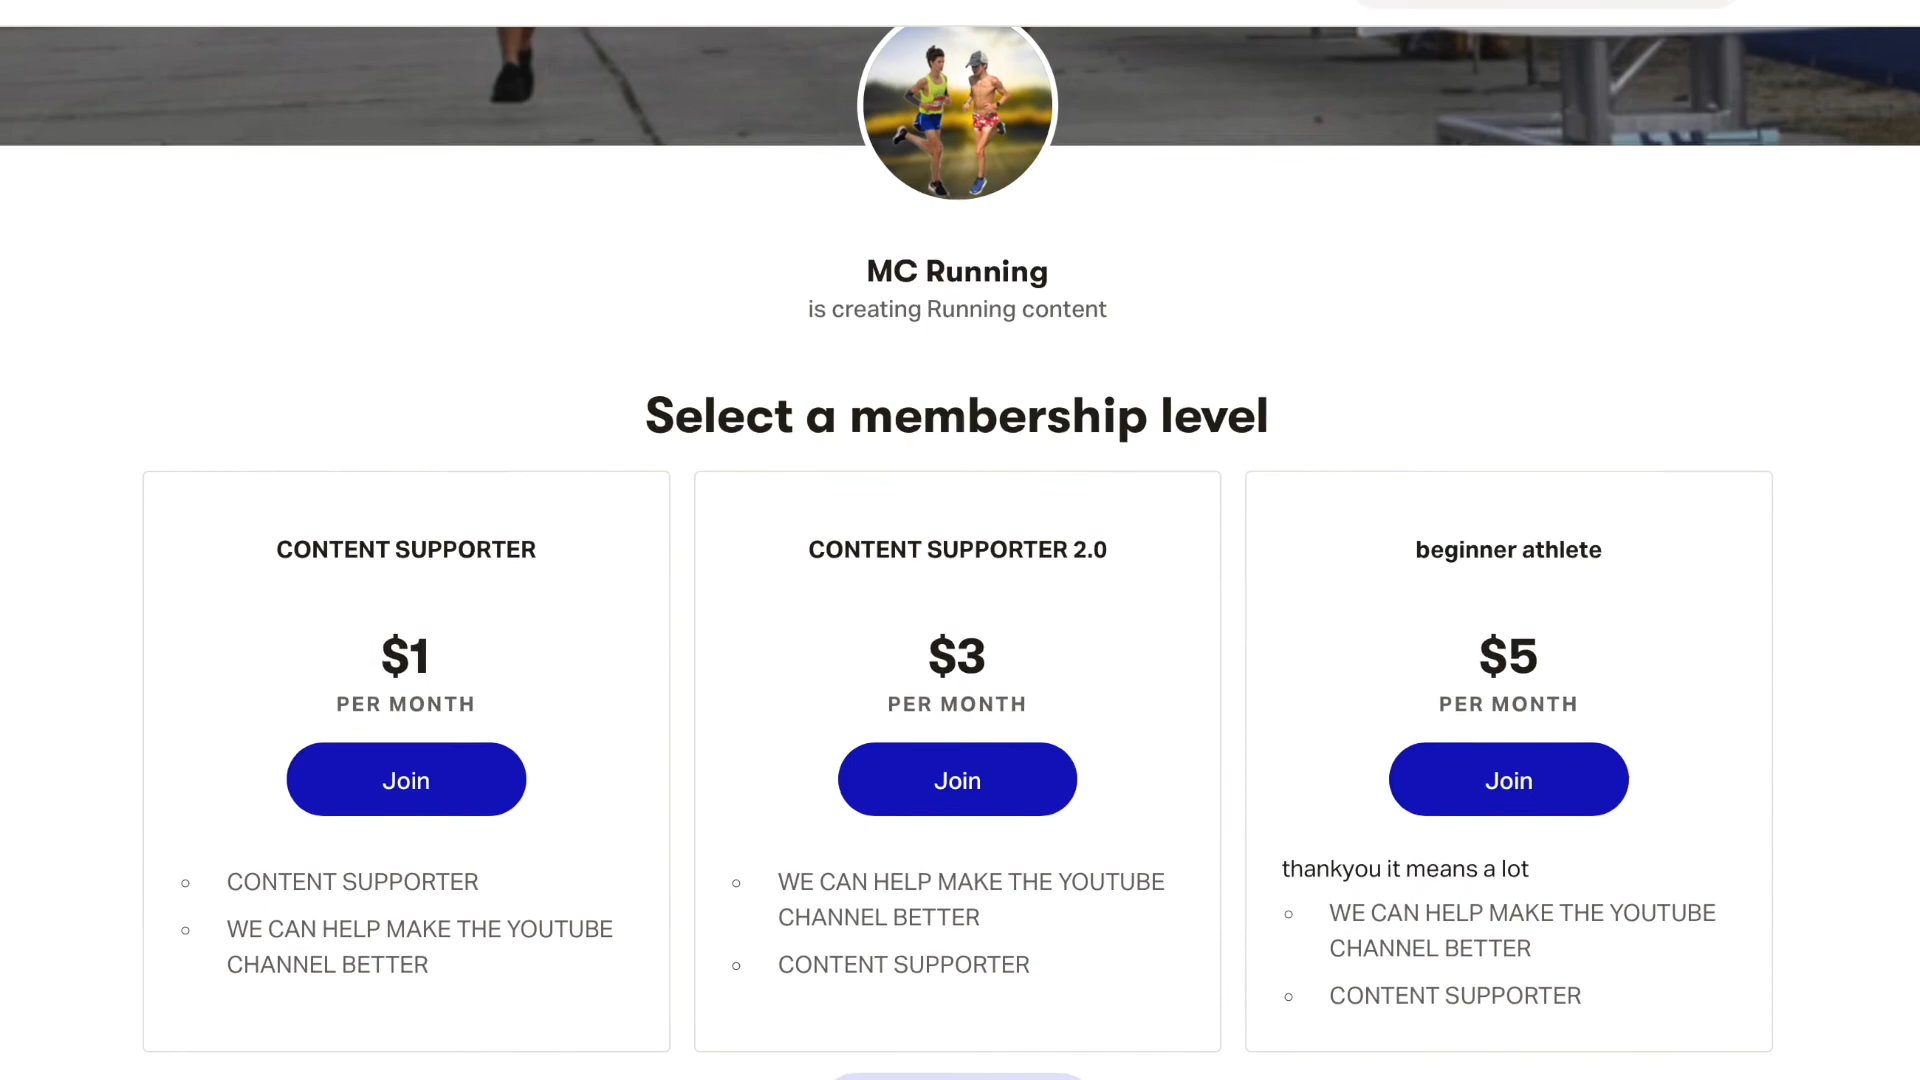 MC Running
is creating Running content
Select a membership level
CONTENT SUPPORTER
$1
PER MONTH
Join
CONTENT SUPPORTER
WE CAN HELP MAKE THE YOUTUBE
CHANNEL BETTER
CONTENT SUPPORTER 2.0
$3
PER MONTH
Join
WE CAN HELP MAKE THE YOUTUBE
CHANNEL BETTER
CONTENT SUPPORTER
beginner athlete
$5
PER MONTH
Join
thankyou it means a lot
WE CAN HELP MAKE THE YOUTUBE
CHANNEL BETTER
CONTENT SUPPORTER